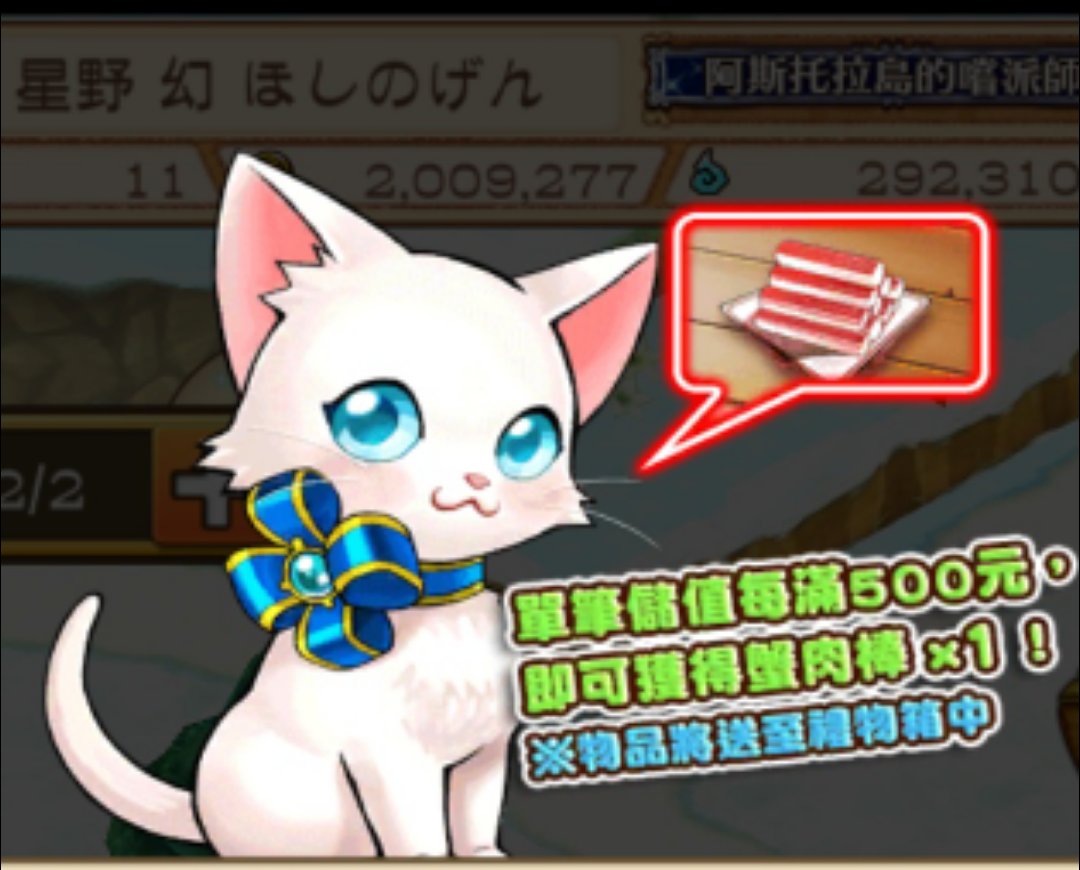 星野 幻 ほしのげん
阿斯托拉島的嚐派師
11
2,009,277
292,310
2/2
單筆儲值每滿500元，
即可獲得蟹肉棒 x1！
※物品將送至禮物箱中